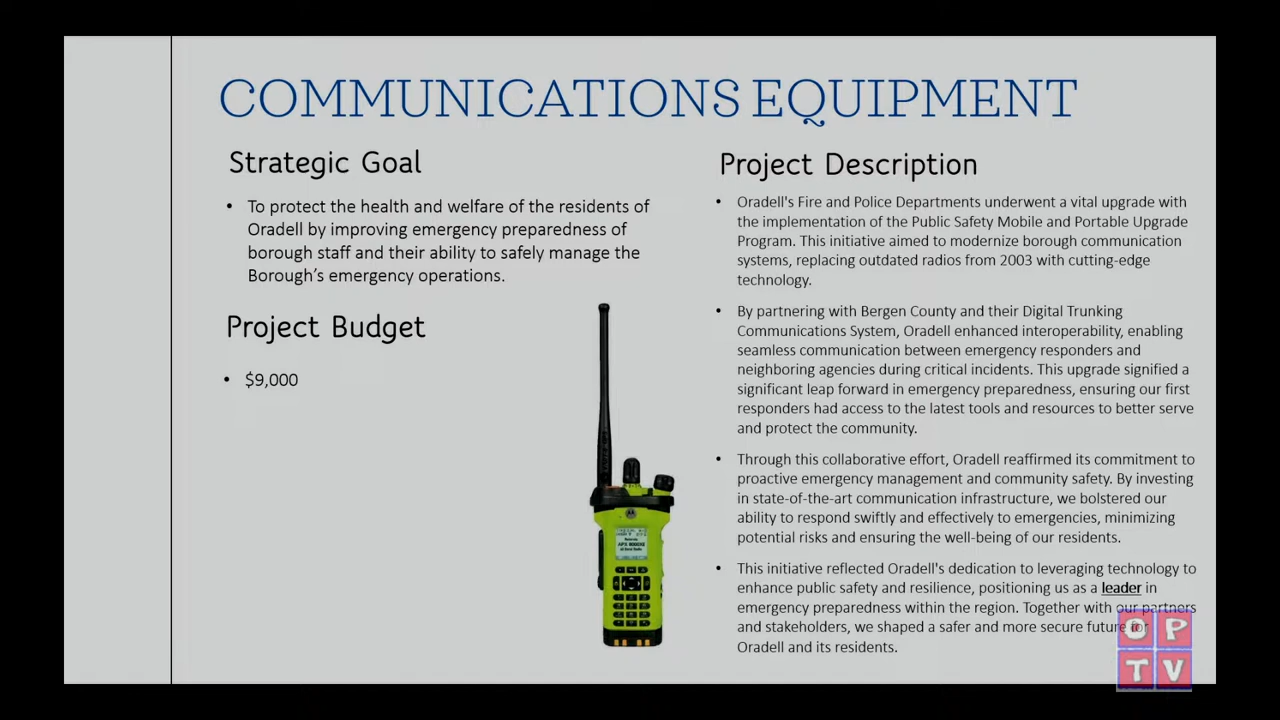 COMMUNICATIONS EQUIPMENT
Strategic Goal
• To protect the health and welfare of the residents of
Oradell by improving emergency preparedness of
borough staff and their ability to safely manage the
Borough's emergency operations.
Project Budget
• $9,000
Project Description
• Oradell's Fire and Police Departments underwent a vital upgrade with
the implementation of the Public Safety Mobile and Portable Upgrade
Program. This initiative aimed to modernize borough communication
systems, replacing outdated radios from 2003 with cutting-edge
technology.
• By partnering with Bergen County and their Digital Trunking
Communications System, Oradell enhanced interoperability, enabling
seamless communication between emergency responders and
neighboring agencies during critical incidents. This upgrade signified a
significant leap forward in emergency preparedness, ensuring our first
responders had access to the latest tools and resources to better serve
and protect the community.
• Through this collaborative effort, Oradell reaffirmed its commitment to
proactive emergency management and community safety. By investing
in state-of-the-art communication infrastructure, we bolstered our
ability to respond swiftly and effectively to emergencies, minimizing
potential risks and ensuring the well-being of our residents.
• This initiative reflected Oradell's dedication to leveraging technology to
enhance public safety and resilience, positioning us as a leader in
emergency preparedness within the region. Together with our partners
and stakeholders, we shaped a safer and more secure future for
Oradell and its residents.
OP
TV